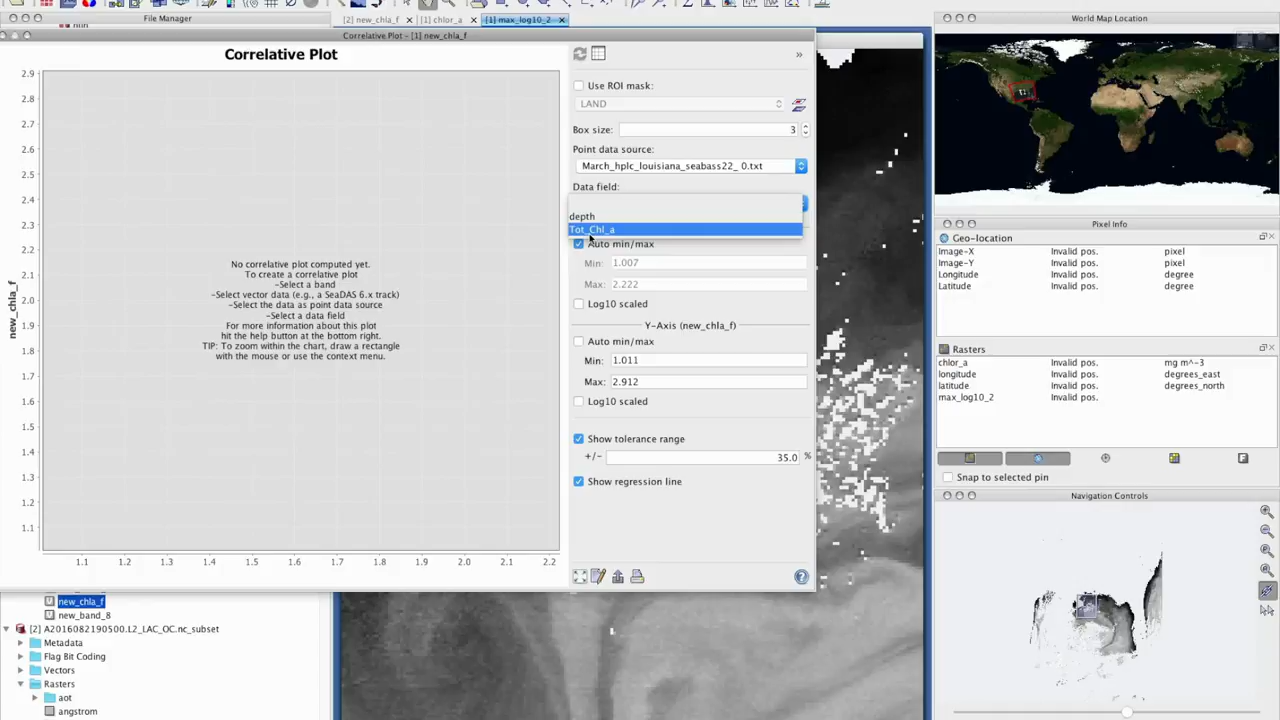 File Manager
[2] new_chla_f
[1] chlor_a
[1] max_log10_2
World Map Location
Correlative Plot - [1] new_chla_f
Correlative Plot
2.9
2.8
2.7
2.6
2.5
2.4
2.3
2.2
2.1
2.0
1.9
1.8
1.7
1.6
1.5
1.4
1.3
1.2
1.1
new_chla_f
No correlative plot computed yet.
To create a correlative plot
-Select a band
-Select vector data (e.g., a SeaDAS 6.x track)
-Select the data as point data source
-Select a data field
For more information about this plot
hit the help button at the bottom right.
TIP: To zoom within the chart, draw a rectangle
with the mouse or use the context menu.
1.1
1.2
1.3
1.4
1.5
1.6
1.7
1.8
1.9
2.0
2.1
2.2
Use ROI mask:
LAND
Box size:
3
Point data source:
March_hplc_louisiana_seabass22_ 0.txt
Data field:
depth
Tot_Chl_a
Auto min/max
Min: 1.007
Max: 2.222
Log10 scaled
Y-Axis (new_chla_f)
Auto min/max
Min: 1.011
Max: 2.912
Log10 scaled
Show tolerance range
+/- 35.0 %
Show regression line
Pixel Info
Geo-location
Image-X Invalid pos. pixel
Image-Y Invalid pos. pixel
Longitude Invalid pos. degree
Latitude Invalid pos. degree
Rasters
chlor_a Invalid pos. mg m^-3
longitude Invalid pos. degrees_east
latitude Invalid pos. degrees_north
max_log10_2 Invalid pos.
Snap to selected pin
Navigation Controls
new_chla_f
new_band_8
[2] A2016082190500.L2_LAC_OC.nc_subset
Metadata
Flag Bit Coding
Vectors
Rasters
aot
angstrom